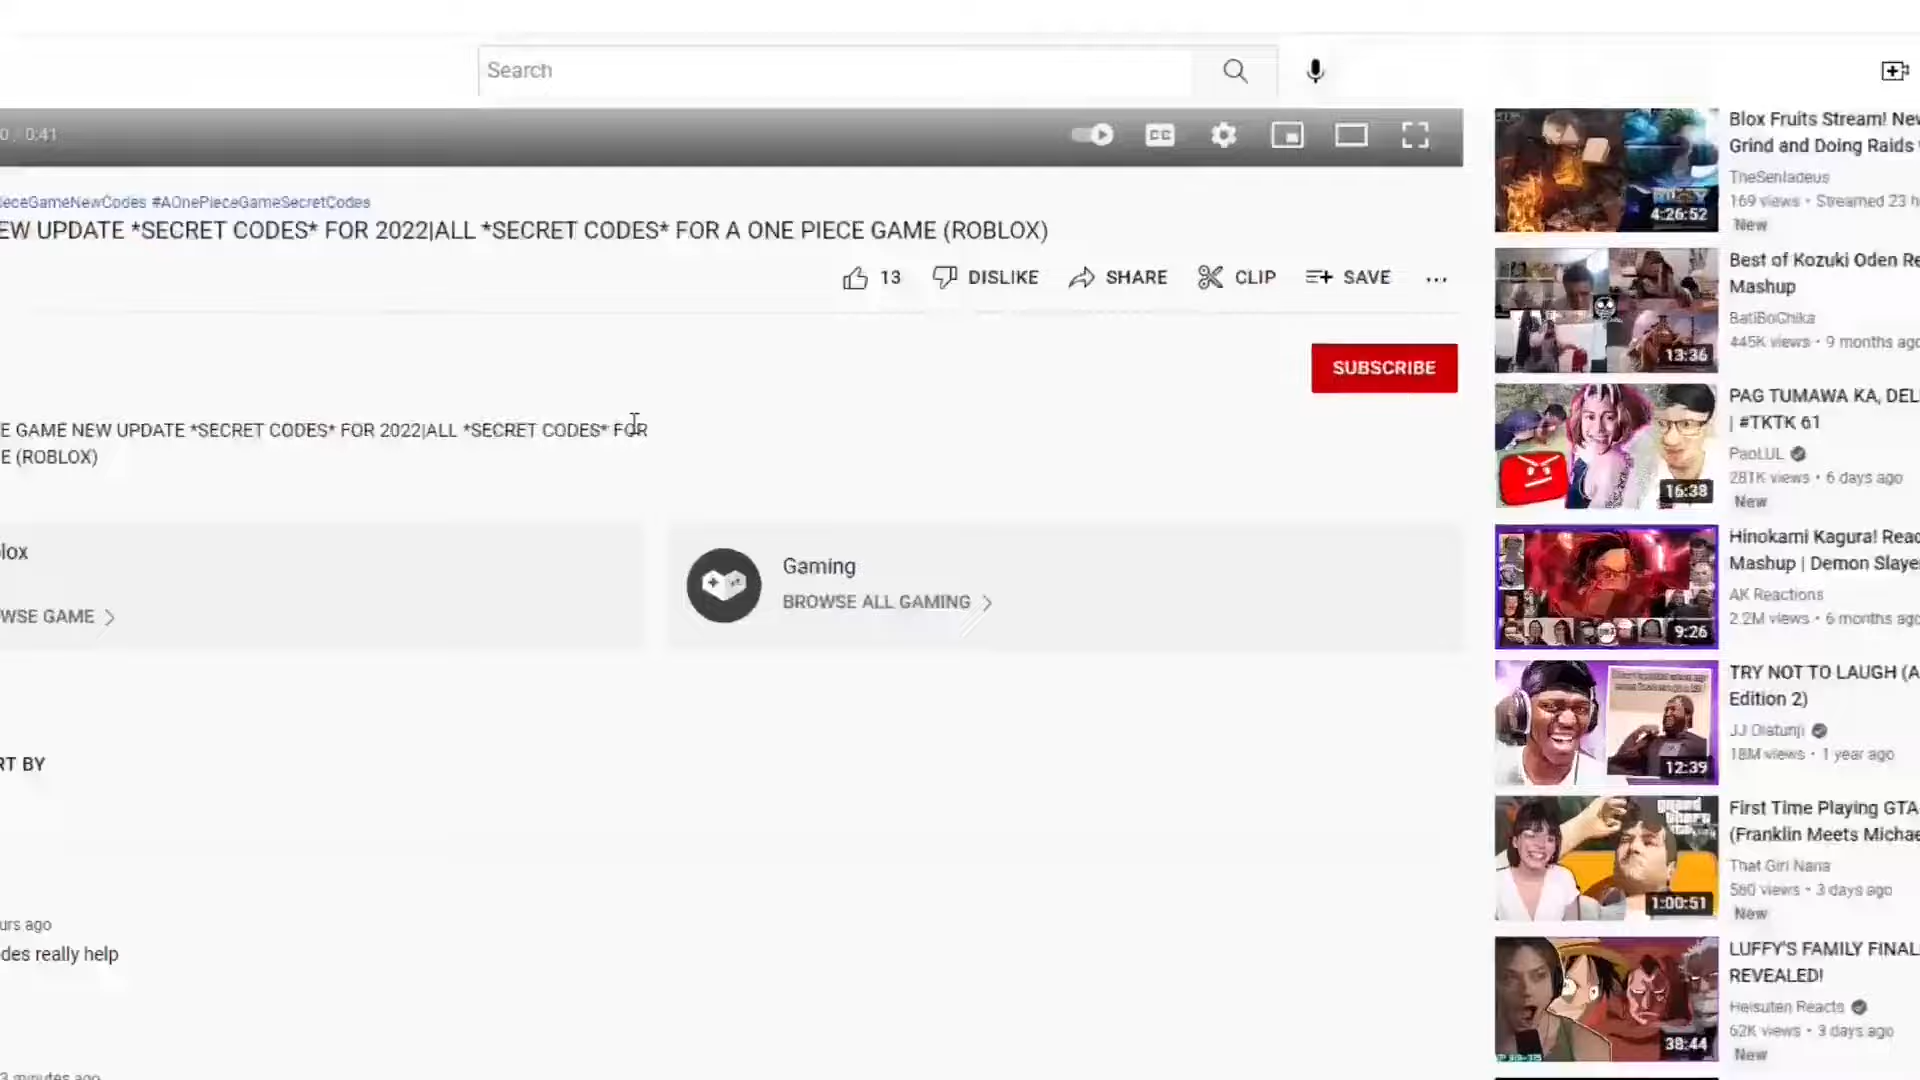 Search
0:41
ieceGameNewCodes #AOnePieceGameSecretCodes
EW UPDATE *SECRET CODES* FOR 2022|ALL *SECRET CODES* FOR A ONE PIECE GAME (ROBLOX)
13 DISLIKE SHARE CLIP SAVE ...
SUBSCRIBE
E GAME NEW UPDATE *SECRET CODES* FOR 2022|ALL *SECRET CODES* FOR
E (ROBLOX)
lox
WSE GAME
Gaming
BROWSE ALL GAMING
RT BY
urs ago
des really help
3 minutes ago
Blox Fruits Stream! New
Grind and Doing Raids
TheSenladeus
169 views • Streamed 23 h
New
4:26:52
Best of Kozuki Oden Re
Mashup
BatiBoiChika
445K views • 9 months ago
13:36
PAG TUMAWA KA, DEL
| #TKTK 61
PaoLUL
281K views • 6 days ago
New
16:38
Hinokami Kagura! Reac
Mashup | Demon Slaye
AK Reactions
2.2M views • 6 months ago
9:26
TRY NOT TO LAUGH (A
Edition 2)
JJ Olatunji
18M views • 1 year ago
12:39
First Time Playing GTA
(Franklin Meets Michae
That Girl Nana
580 views • 3 days ago
New
1:00:51
LUFFY'S FAMILY FINAL
REVEALED!
Heisuten Reacts
62K views • 3 days ago
New
38:44